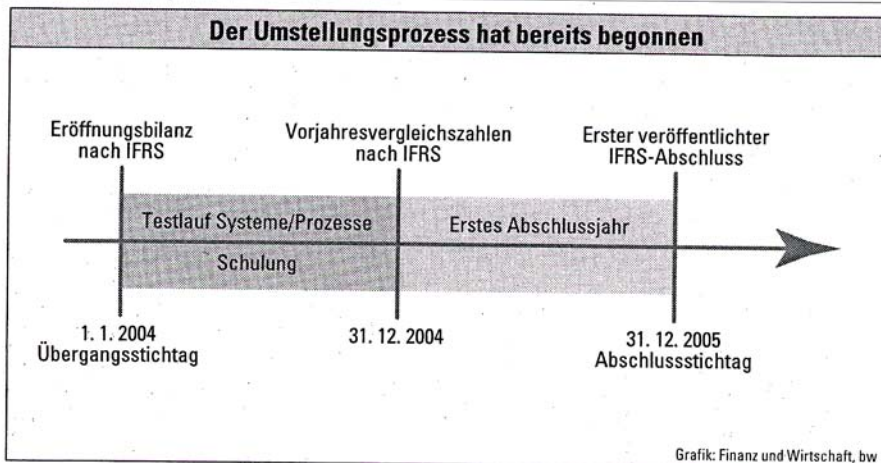 Der Umstellungsprozess hat bereits begonnen
Eröffnungsbilanz
nach IFRS
Vorjahresvergleichszahlen
nach IFRS
Erster veröffentlichter
IFRS-Abschluss
Testlauf Systeme/Prozesse
Erstes Abschlussjahr
Schulung
1. 1. 2004
Übergangsstichtag
31. 12. 2004
31. 12. 2005
Abschlussstichtag
Grafik: Finanz und Wirtschaft, bw